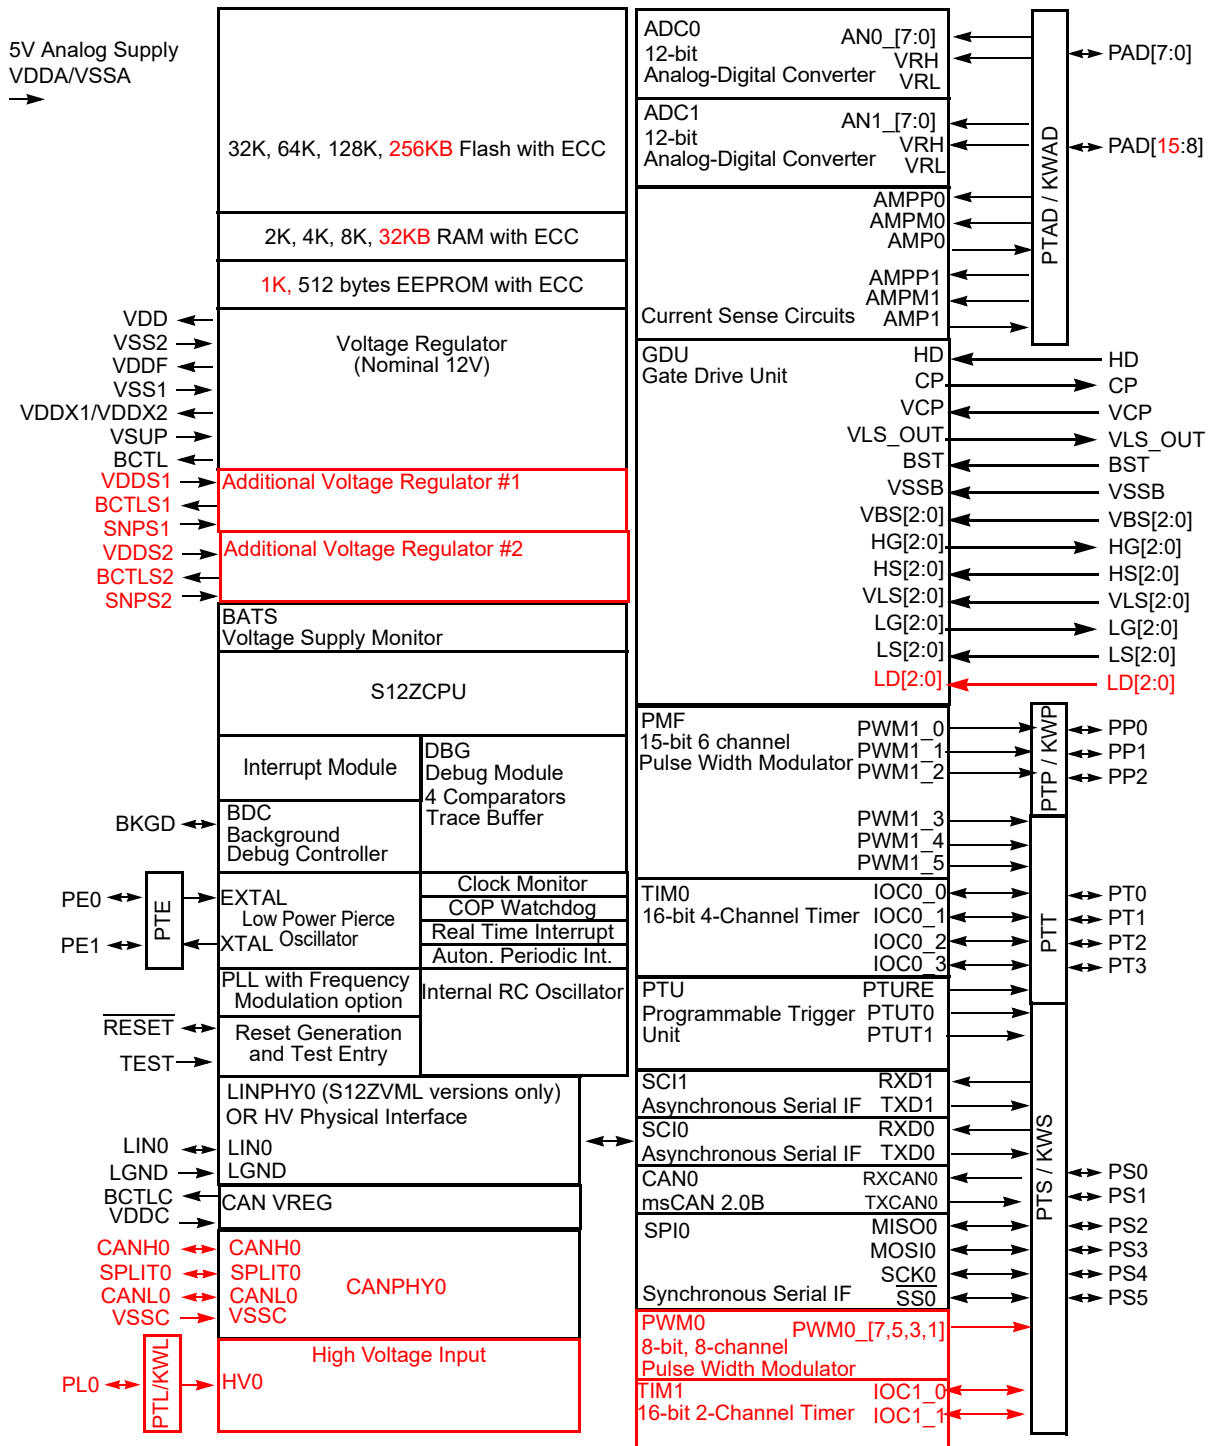 5V Analog Supply
VDDA/VSSA
32K, 64K, 128K, 256KB Flash with ECC
2K, 4K, 8K, 32KB RAM with ECC
1K, 512 bytes EEPROM with ECC
VDD
VSS2
VDDF
VSS1
VDDX1/VDDX2
VSUP
BCTL
Voltage Regulator
(Nominal 12V)
VDDS1
BCTLS1
SNPS1
Additional Voltage Regulator #1
VDDS2
BCTLS2
SNPS2
Additional Voltage Regulator #2
BATS
Voltage Supply Monitor
S12ZCPU
Interrupt Module
DBG
Debug Module
4 Comparators
Trace Buffer
BKGD
BDC
Background
Debug Controller
PE0
PE1
PTE
EXTAL
Low Power Pierce
XTAL Oscillator
Clock Monitor
COP Watchdog
Real Time Interrupt
Auton. Periodic Int.
PLL with Frequency
Modulation option
Internal RC Oscillator
RESET
TEST
Reset Generation
and Test Entry
LINPHY0 (S12ZVML versions only)
OR HV Physical Interface
LIN0
LGND
LIN0
LGND
BCTLC
VDDC
CAN VREG
CANH0
SPLIT0
CANL0
VSSC
CANH0
SPLIT0
CANL0
VSSC
CANPHY0
PL0
PTL/KWL
High Voltage Input
HV0
ADC0
12-bit
Analog-Digital Converter
AN0_[7:0]
VRH
VRL
ADC1
12-bit
Analog-Digital Converter
AN1_[7:0]
VRH
VRL
AMPP0
AMPM0
AMP0
AMPP1
AMPM1
AMP1
Current Sense Circuits
PTAD / KWAD
PAD[7:0]
PAD[15:8]
GDU
Gate Drive Unit
HD
CP
VCP
VLS_OUT
BST
VSSB
VBS[2:0]
HG[2:0]
HS[2:0]
VLS[2:0]
LG[2:0]
LS[2:0]
LD[2:0]
HD
CP
VCP
VLS_OUT
BST
VSSB
VBS[2:0]
HG[2:0]
HS[2:0]
VLS[2:0]
LG[2:0]
LS[2:0]
LD[2:0]
PMF
15-bit 6 channel
Pulse Width Modulator
PWM1_0
PWM1_1
PWM1_2
PWM1_3
PWM1_4
PWM1_5
PTP / KWP
PP0
PP1
PP2
TIM0
16-bit 4-Channel Timer
IOC0_0
IOC0_1
IOC0_2
IOC0_3
PTT
PT0
PT1
PT2
PT3
PTU
Programmable Trigger
Unit
PTURE
PTUT0
PTUT1
SCI1
Asynchronous Serial IF
RXD1
TXD1
SCI0
Asynchronous Serial IF
RXD0
TXD0
CAN0
msCAN 2.0B
RXCAN0
TXCAN0
SPI0
Synchronous Serial IF
MISO0
MOSI0
SCK0
SS0
PTS / KWS
PS0
PS1
PS2
PS3
PS4
PS5
PWM0
8-bit, 8-channel
Pulse Width Modulator
PWM0_[7,5,3,1]
TIM1
16-bit 2-Channel Timer
IOC1_0
IOC1_1